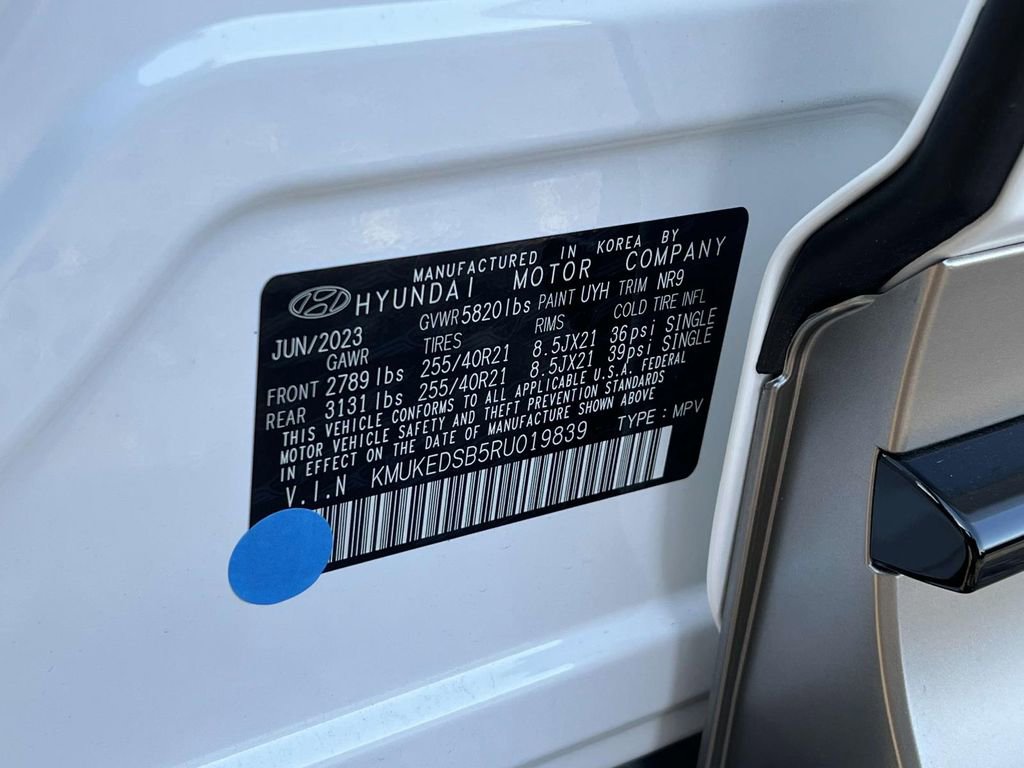 MANUFACTURED IN KOREA BY
HYUNDAI MOTOR COMPANY
JUN/2023 GVWR 5820lbs PAINT UYH TRIM NR9
GAWR TIRES RIMS COLD TIRE INFL
FRONT 2789 lbs 255/40R21 8.5JX21 36psi SINGLE
REAR 3131 lbs 255/40R21 8.5JX21 39psi SINGLE
THIS VEHICLE CONFORMS TO ALL APPLICABLE U.S.A. FEDERAL
MOTOR VEHICLE SAFETY AND THEFT PREVENTION STANDARDS
IN EFFECT ON THE DATE OF MANUFACTURE SHOWN ABOVE
V.I.N KMUKEDSB5RU019839 TYPE : MPV